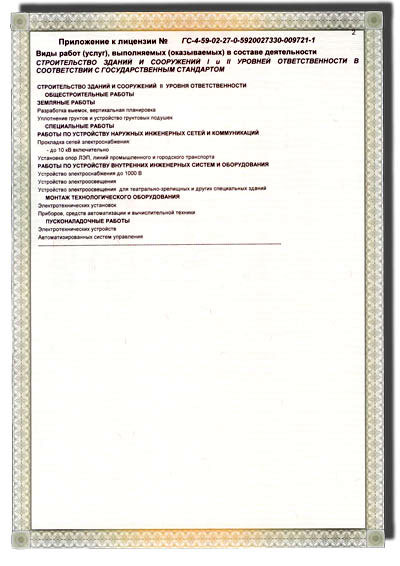 2
Приложение к лицензии № ГС-4-59-02-27-0-5920027330-009721-1
Виды работ (услуг), выполняемых (оказываемых) в составе деятельности
СТРОИТЕЛЬСТВО ЗДАНИЙ И СООРУЖЕНИЙ I и II УРОВНЕЙ ОТВЕТСТВЕННОСТИ В
СООТВЕТСТВИИ С ГОСУДАРСТВЕННЫМ СТАНДАРТОМ
СТРОИТЕЛЬСТВО ЗДАНИЙ И СООРУЖЕНИЙ II УРОВНЯ ОТВЕТСТВЕННОСТИ
ОБЩЕСТРОИТЕЛЬНЫЕ РАБОТЫ
ЗЕМЛЯНЫЕ РАБОТЫ
Разработка выемок, вертикальная планировка
Уплотнение грунтов и устройство грунтовых подушек
СПЕЦИАЛЬНЫЕ РАБОТЫ
РАБОТЫ ПО УСТРОЙСТВУ НАРУЖНЫХ ИНЖЕНЕРНЫХ СЕТЕЙ И КОММУНИКАЦИЙ
Прокладка сетей электроснабжения:
- до 10 кВ включительно
Установка опор ЛЭП, линий промышленного и городского транспорта
РАБОТЫ ПО УСТРОЙСТВУ ВНУТРЕННИХ ИНЖЕНЕРНЫХ СИСТЕМ И ОБОРУДОВАНИЯ
Устройство электроснабжения до 1000 В
Устройство электроосвещения
Устройство электроосвещения для театрально-зрелищных и других специальных зданий
МОНТАЖ ТЕХНОЛОГИЧЕСКОГО ОБОРУДОВАНИЯ
Электротехнических установок
Приборов, средств автоматизации и вычислительной техники
ПУСКОНАЛАДОЧНЫЕ РАБОТЫ
Электротехнических устройств
Автоматизированных систем управления